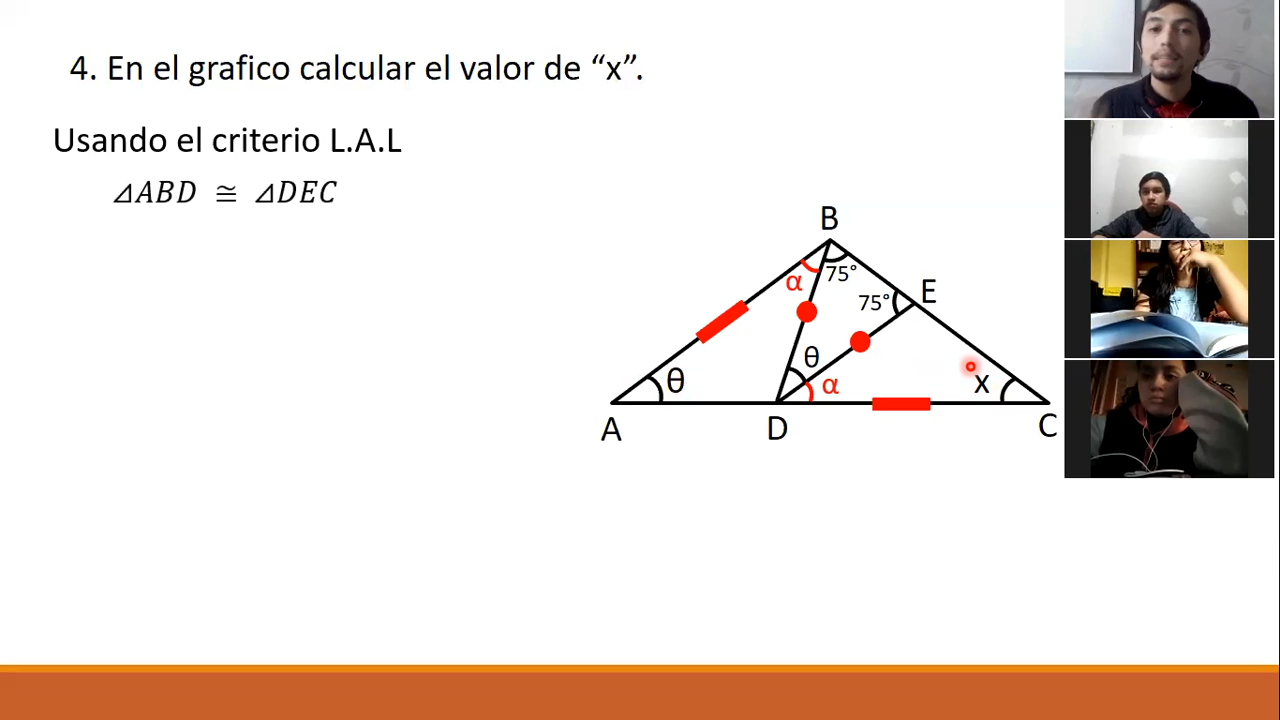 4. En el grafico calcular el valor de “x”.
Usando el criterio L.A.L
⊿ABD ≅ ⊿DEC
B
α
75°
75°
E
θ
θ
α
x
A
D
C